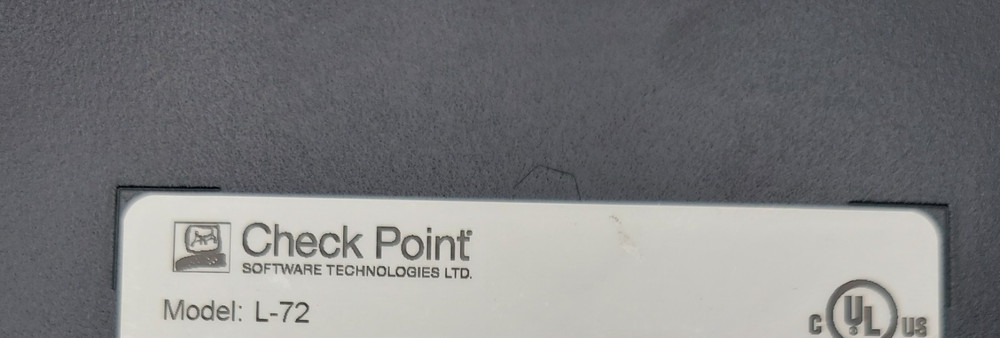 Check Point
SOFTWARE TECHNOLOGIES LTD.
Model: L-72
C UL US